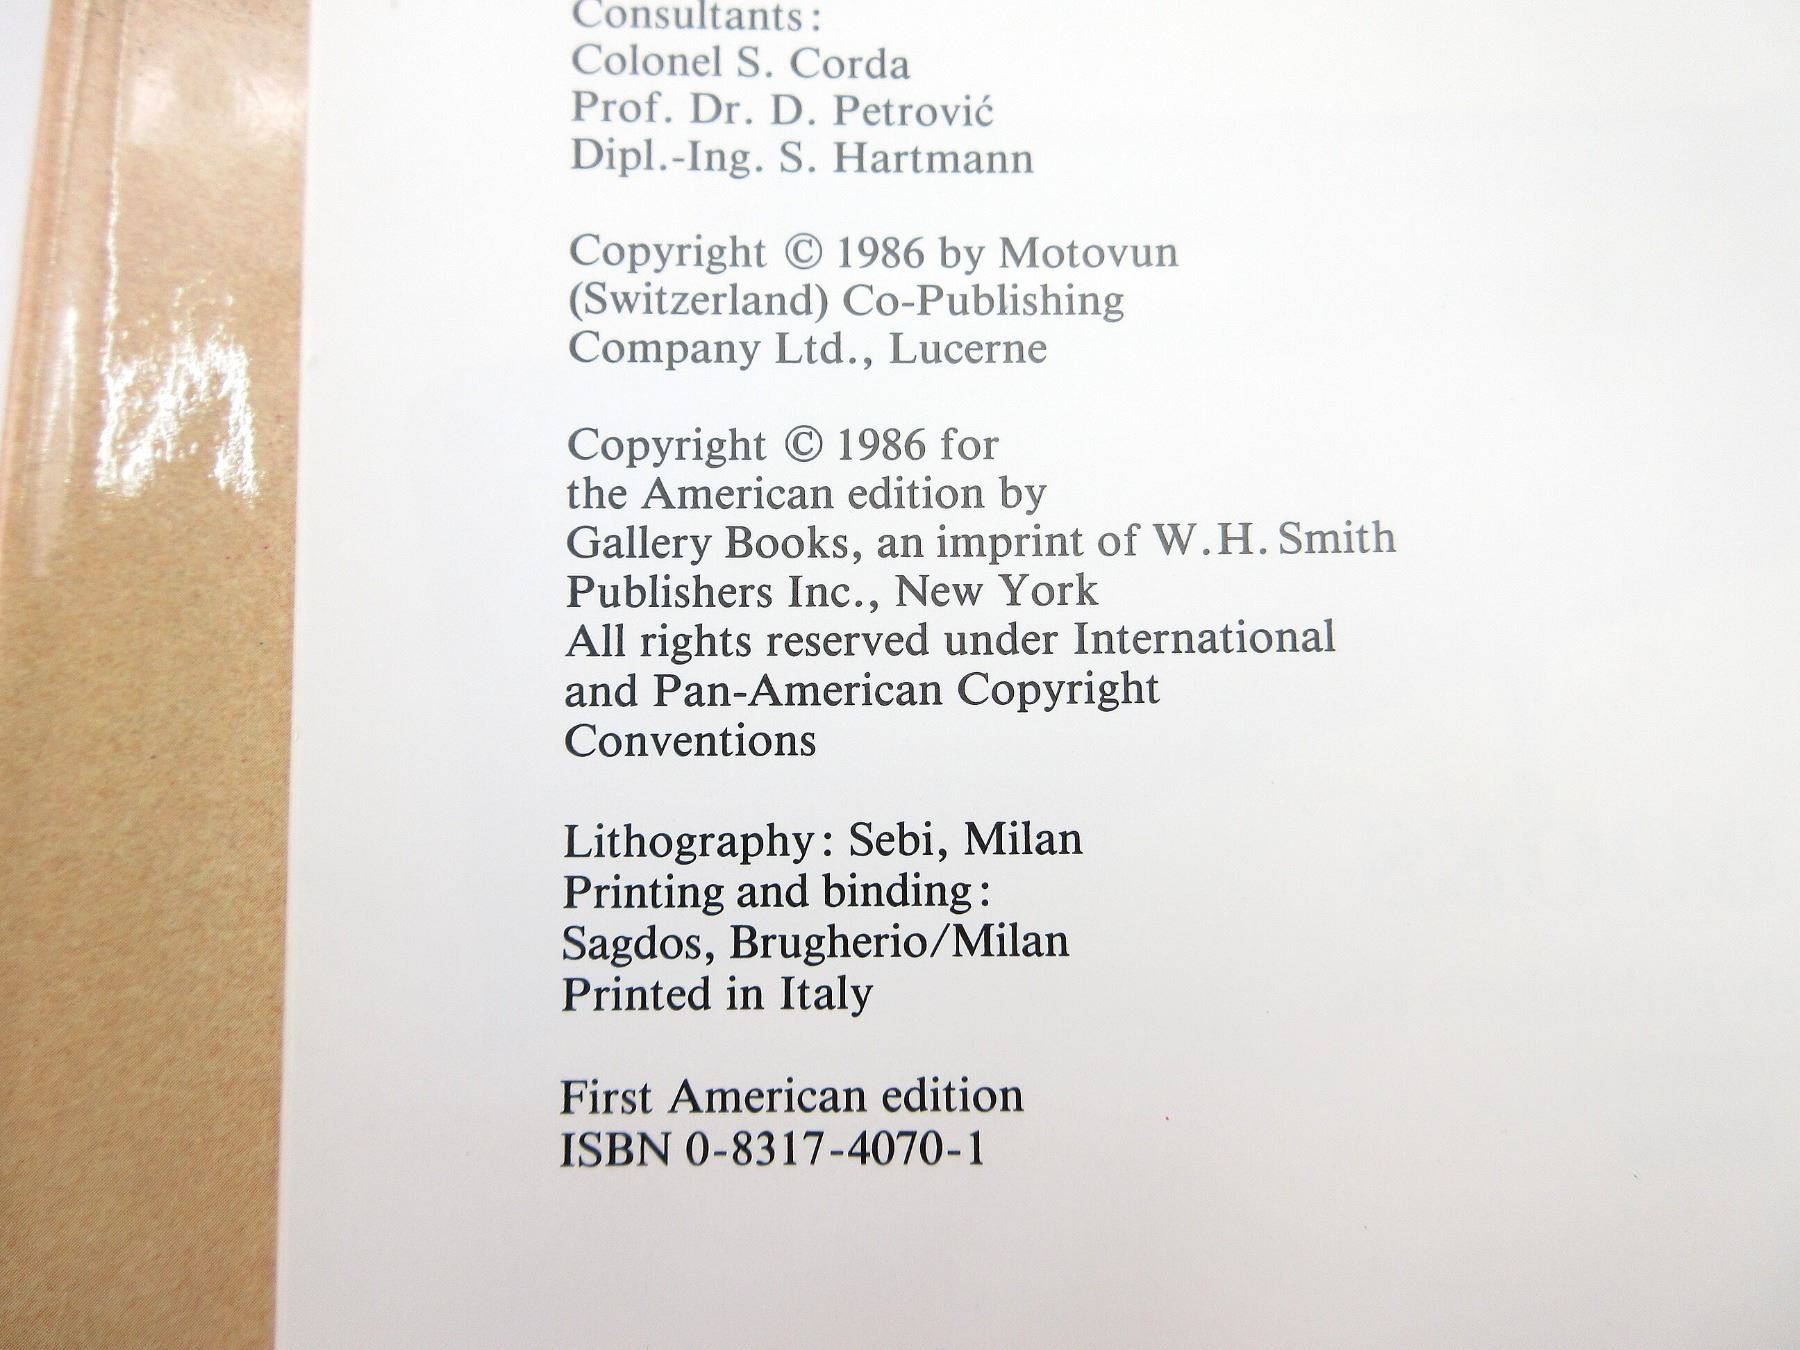 Consultants:
Colonel S. Corda
Prof. Dr. D. Petrović
Dipl.-Ing. S. Hartmann
Copyright © 1986 by Motovun
(Switzerland) Co-Publishing
Company Ltd., Lucerne
Copyright © 1986 for
the American edition by
Gallery Books, an imprint of W.H. Smith
Publishers Inc., New York
All rights reserved under International
and Pan-American Copyright
Conventions
Lithography: Sebi, Milan
Printing and binding:
Sagdos, Brugherio/Milan
Printed in Italy
First American edition
ISBN 0-8317-4070-1